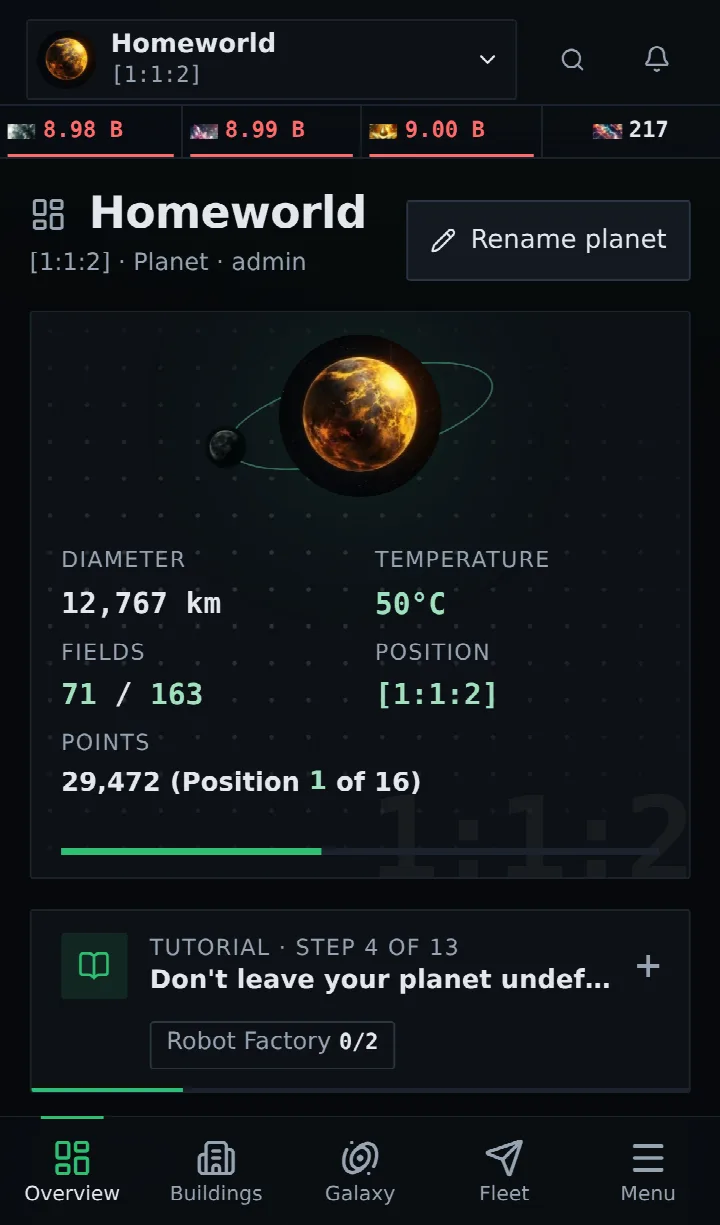 Homeworld
[1:1:2]
8.98 B
8.99 B
9.00 B
217
Homeworld
[1:1:2] · Planet · admin
Rename planet
DIAMETER
TEMPERATURE
12,767 km
50°C
FIELDS
POSITION
71 / 163
[1:1:2]
POINTS
29,472 (Position 1 of 16)
1:1:2
TUTORIAL · STEP 4 OF 13
Don't leave your planet undef...
Robot Factory 0/2
Overview
Buildings
Galaxy
Fleet
Menu